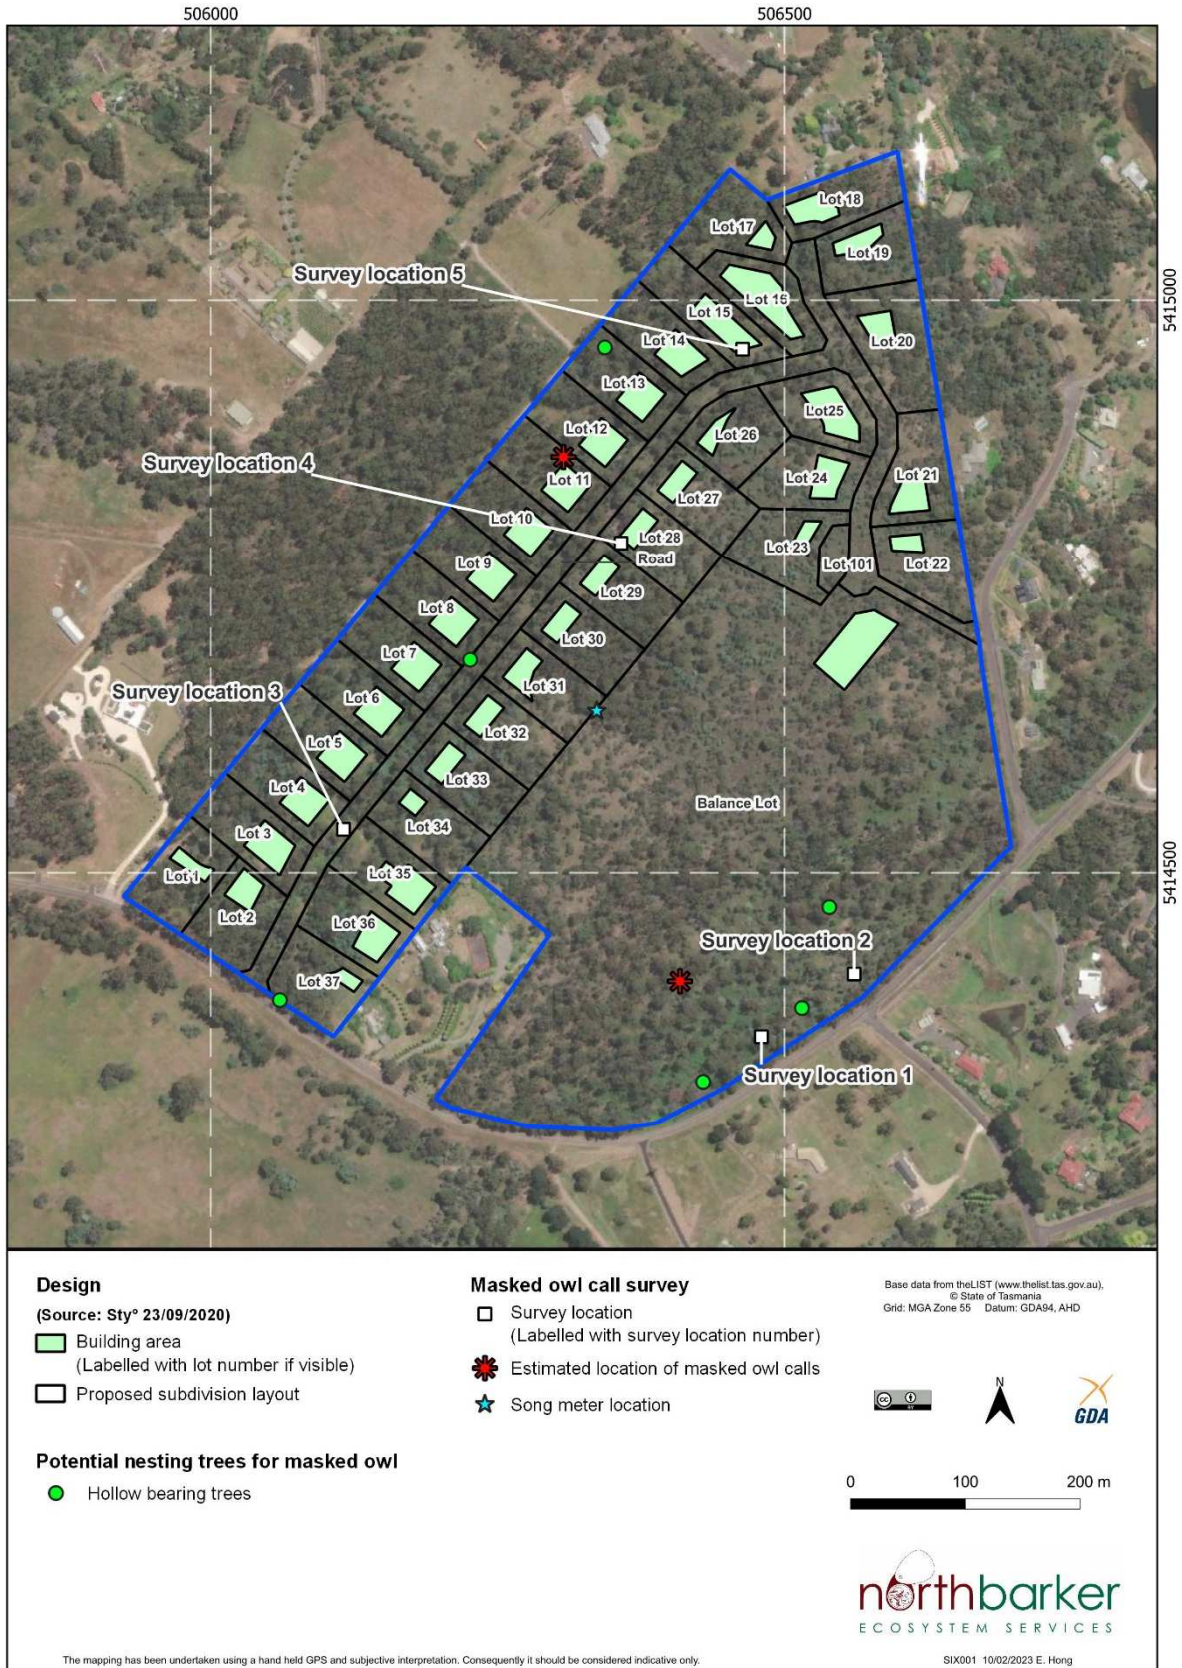 506000
506500
Lot 18
Lot 17
Lot 19
Survey location 5
5415000
Lot 16
Lot 15
Lot 14
Lot 20
Lot 13
Lot25
Lot 12
Lot 26
Survey location 4
Lot 11
Lot 27
Lot 24
Lot 21
Lot 10
Lot 28
Road
Lot 23
Lot 101
Lot 22
Lot 9
Lot 29
Lot 8
Lot 30
Lot 7
Lot 31
Survey location 3
Lot 6
Lot 32
Lot 5
Lot 33
Lot 4
Balance Lot
Lot 34
Lot 3
Lot 1
Lot 35
5414500
Lot 2
Lot 36
Survey location 2
Lot 37
Survey location 1
Design
(Source: Sty° 23/09/2020)
Building area
(Labelled with lot number if visible)
Proposed subdivision layout
Potential nesting trees for masked owl
Hollow bearing trees
Masked owl call survey
Survey location
(Labelled with survey location number)
Estimated location of masked owl calls
Song meter location
Base data from theLIST (www.thelist.tas.gov.au),
© State of Tasmania
Grid: MGA Zone 55 Datum: GDA94, AHD
cc
BY
N
GDA
0 100 200 m
northbarker
ECOSYSTEM SERVICES
The mapping has been undertaken using a hand held GPS and subjective interpretation. Consequently it should be considered indicative only.
SIX001 10/02/2023 E. Hong